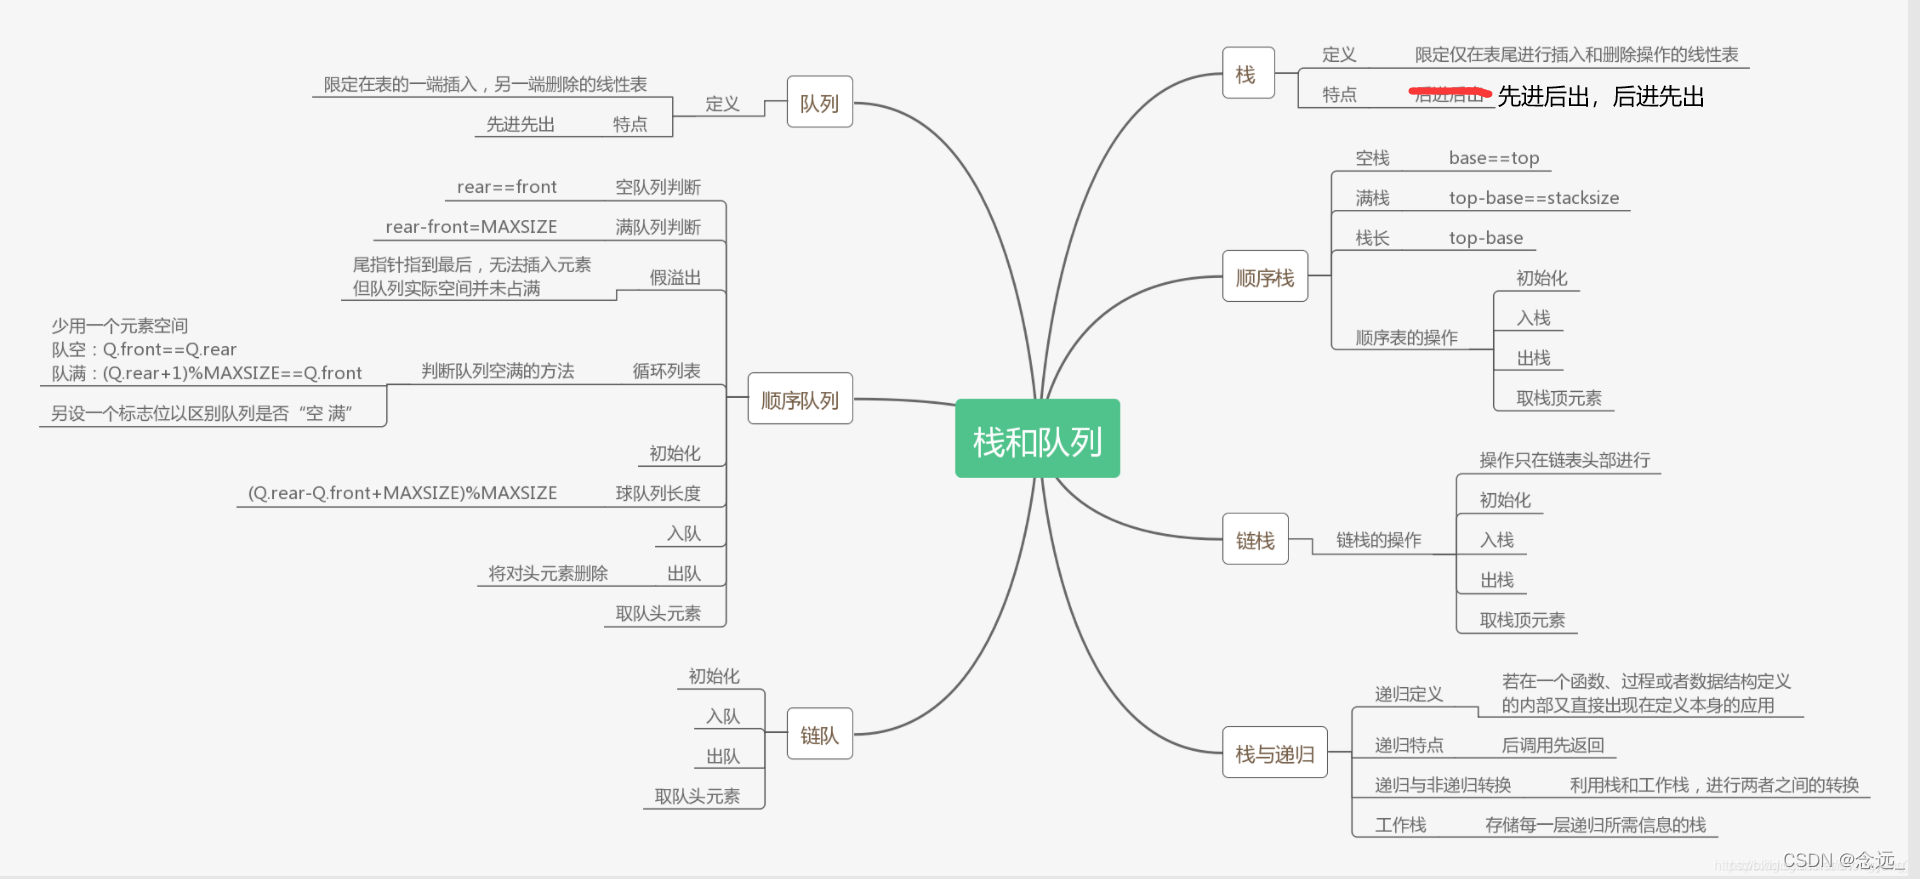 栈和队列
队列
定义
限定在表的一端插入，另一端删除的线性表
特点
先进先出
顺序队列
空队列判断
rear==front
满队列判断
rear-front=MAXSIZE
假溢出
尾指针指到最后，无法插入元素
但队列实际空间并未占满
循环列表
判断队列空满的方法
少用一个元素空间
队空：Q.front==Q.rear
队满：(Q.rear+1)%MAXSIZE==Q.front
另设一个标志位以区别队列是否“空 满”
初始化
球队列长度
(Q.rear-Q.front+MAXSIZE)%MAXSIZE
入队
出队
将对头元素删除
取队头元素
链队
初始化
入队
出队
取队头元素
栈
定义
限定仅在表尾进行插入和删除操作的线性表
特点
后进后出
先进后出，后进先出
顺序栈
空栈
base==top
满栈
top-base==stacksize
栈长
top-base
顺序表的操作
初始化
入栈
出栈
取栈顶元素
链栈
链栈的操作
操作只在链表头部进行
初始化
入栈
出栈
取栈顶元素
栈与递归
递归定义
若在一个函数、过程或者数据结构定义
的内部又直接出现在定义本身的应用
递归特点
后调用先返回
递归与非递归转换
利用栈和工作栈，进行两者之间的转换
工作栈
存储每一层递归所需信息的栈
CSDN @念远_